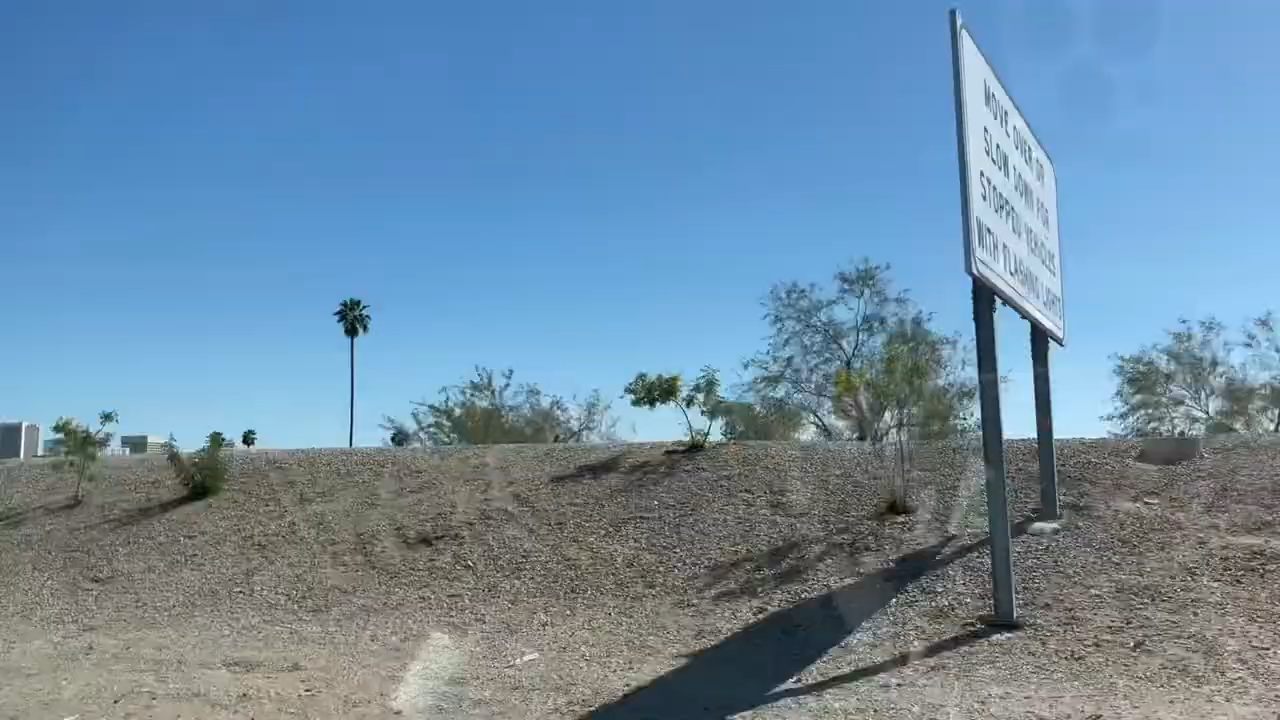 MOVE OVER OR
SLOW DOWN FOR
STOPPED VEHICLES
WITH FLASHING LIGHTS